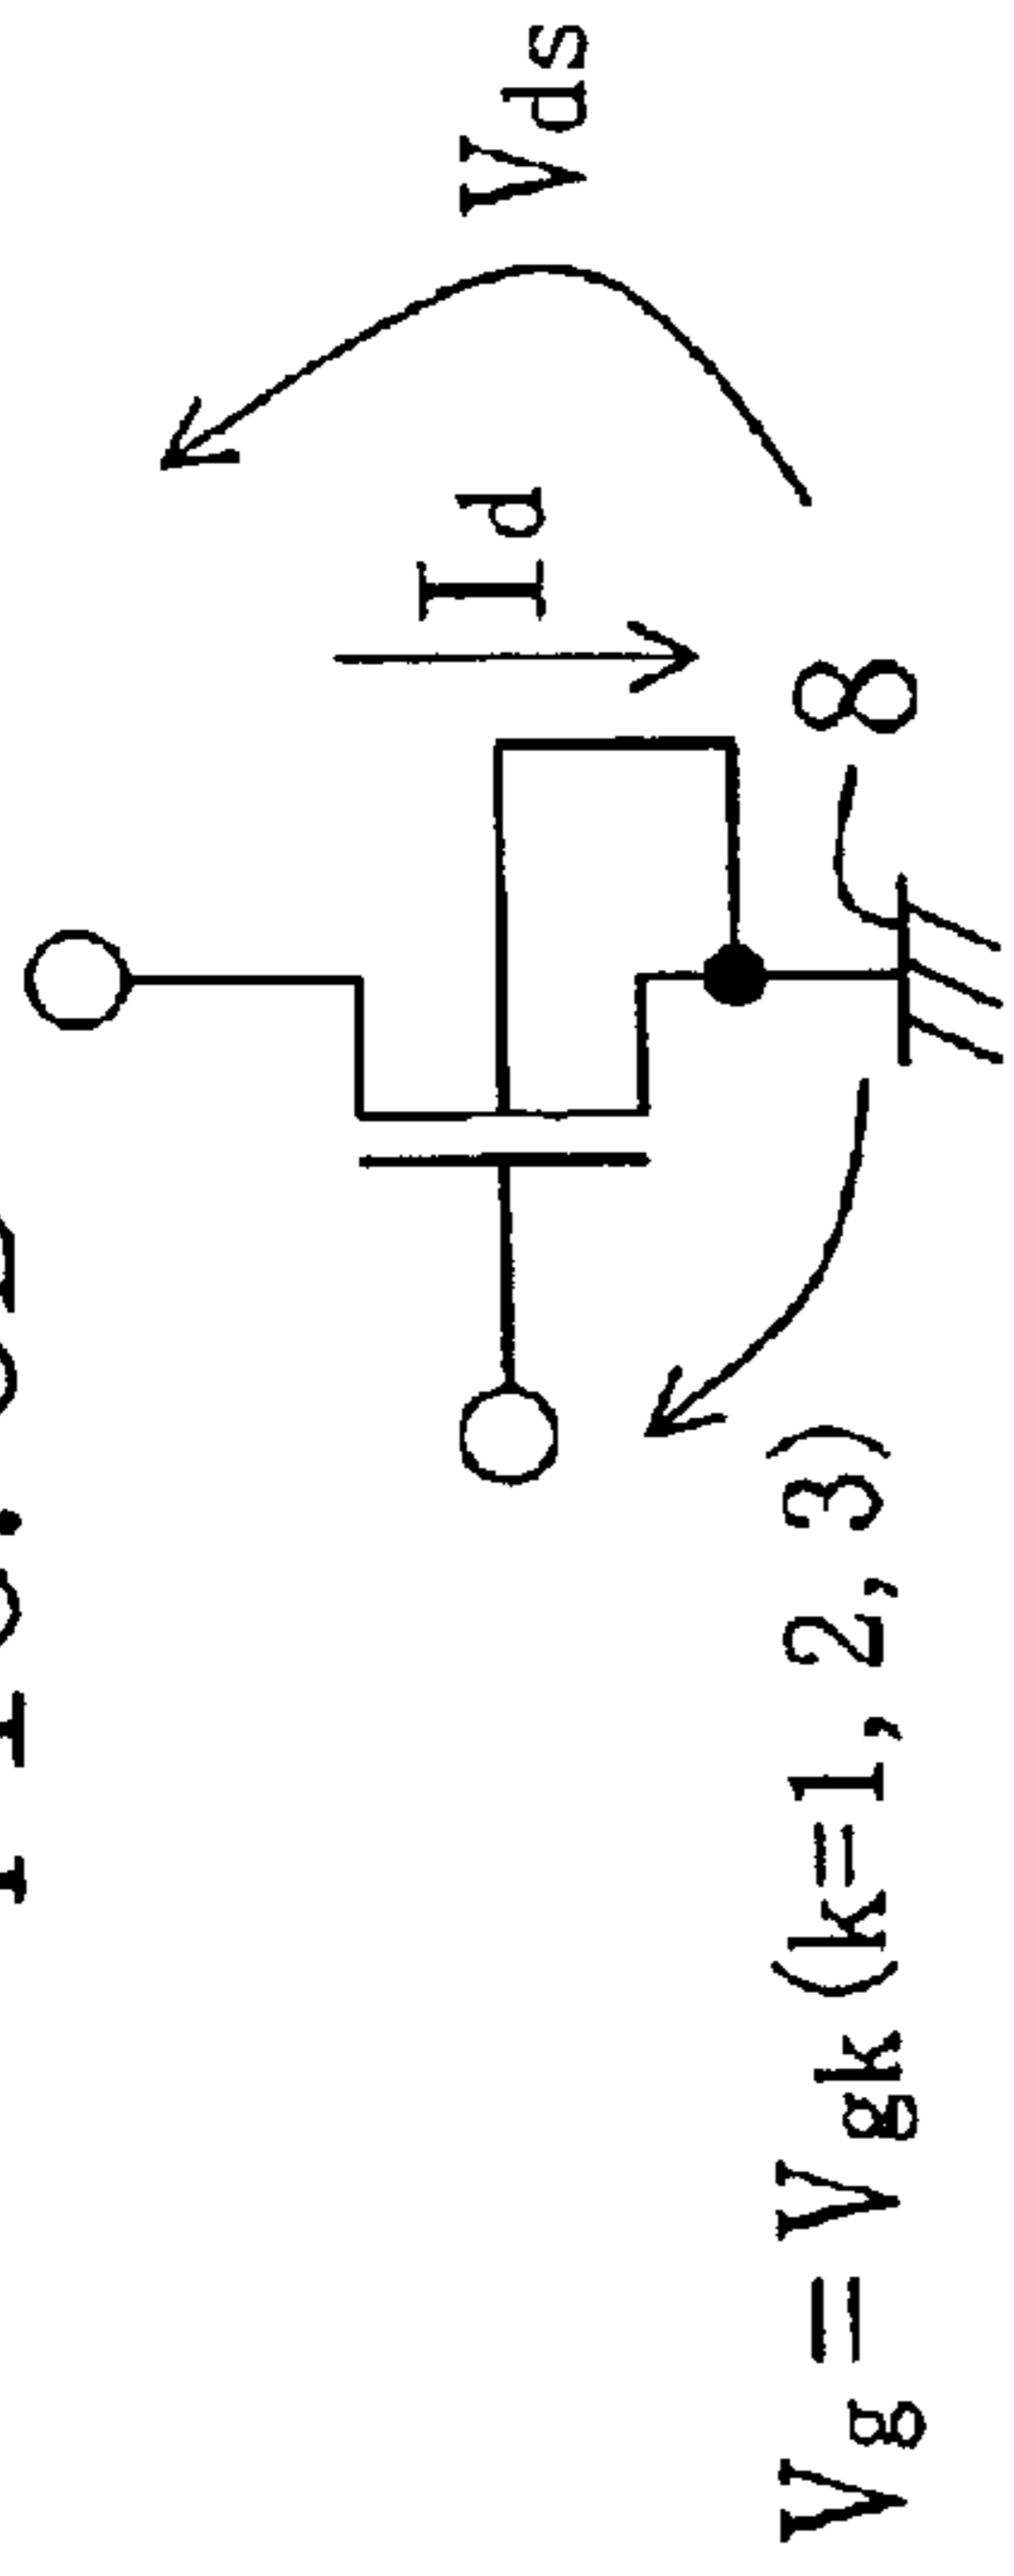 Vds
Id
8
Vg = Vgk (k=1, 2, 3)